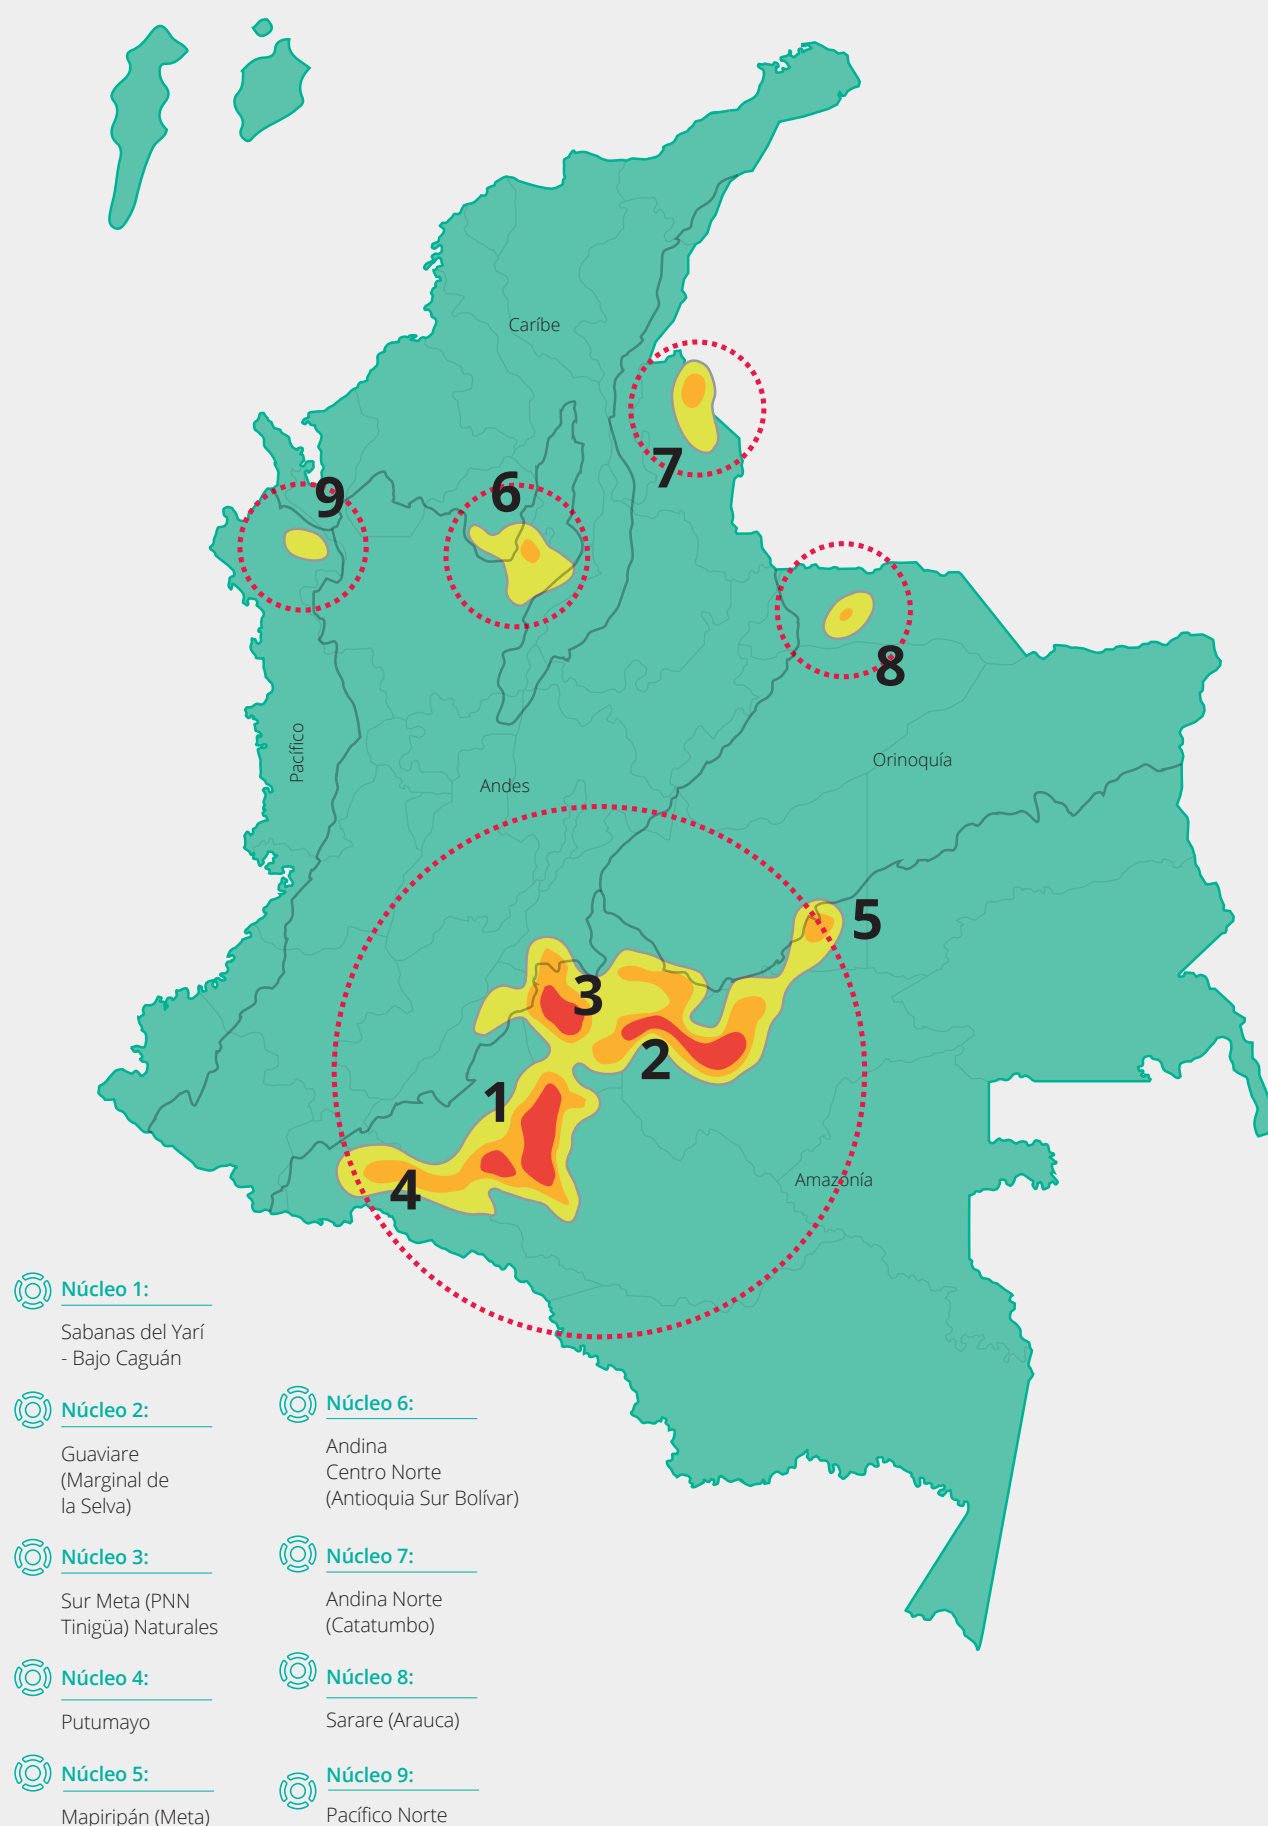 Caríbe
7
9
6
8
Pacífico
Orinoquía
Andes
5
3
2
1
4
Amazonía
Núcleo 1:
Sabanas del Yarí
- Bajo Caguán
Núcleo 2:
Guaviare
(Marginal de
la Selva)
Núcleo 3:
Sur Meta (PNN
Tinigüa) Naturales
Núcleo 4:
Putumayo
Núcleo 5:
Mapiripán (Meta)
Núcleo 6:
Andina
Centro Norte
(Antioquia Sur Bolívar)
Núcleo 7:
Andina Norte
(Catatumbo)
Núcleo 8:
Sarare (Arauca)
Núcleo 9:
Pacífico Norte